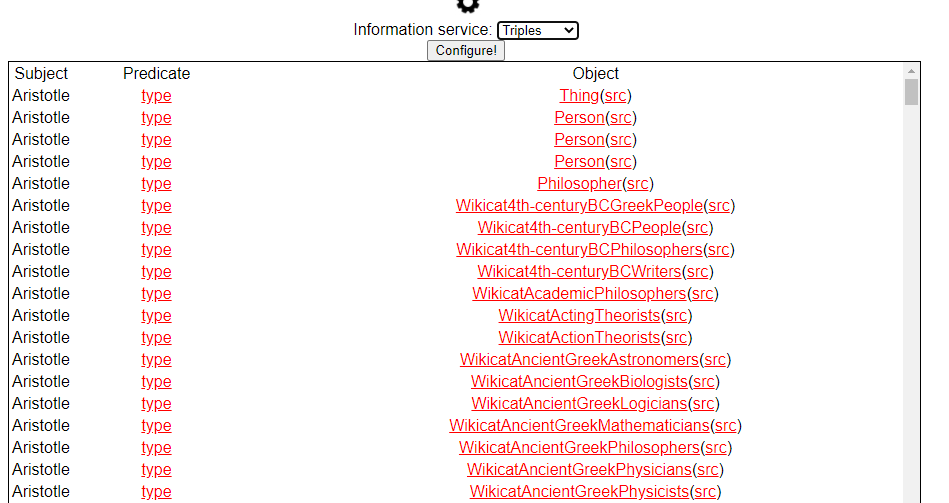 Information service: Triples
Configure!
Subject Predicate Object
Aristotle type Thing(src)
Aristotle type Person(src)
Aristotle type Person(src)
Aristotle type Person(src)
Aristotle type Philosopher(src)
Aristotle type Wikicat4th-centuryBCGreekPeople(src)
Aristotle type Wikicat4th-centuryBCPeople(src)
Aristotle type Wikicat4th-centuryBCPhilosophers(src)
Aristotle type Wikicat4th-centuryBCWriters(src)
Aristotle type WikicatAcademicPhilosophers(src)
Aristotle type WikicatActingTheorists(src)
Aristotle type WikicatActionTheorists(src)
Aristotle type WikicatAncientGreekAstronomers(src)
Aristotle type WikicatAncientGreekBiologists(src)
Aristotle type WikicatAncientGreekLogicians(src)
Aristotle type WikicatAncientGreekMathematicians(src)
Aristotle type WikicatAncientGreekPhilosophers(src)
Aristotle type WikicatAncientGreekPhysicians(src)
Aristotle type WikicatAncientGreekPhysicists(src)